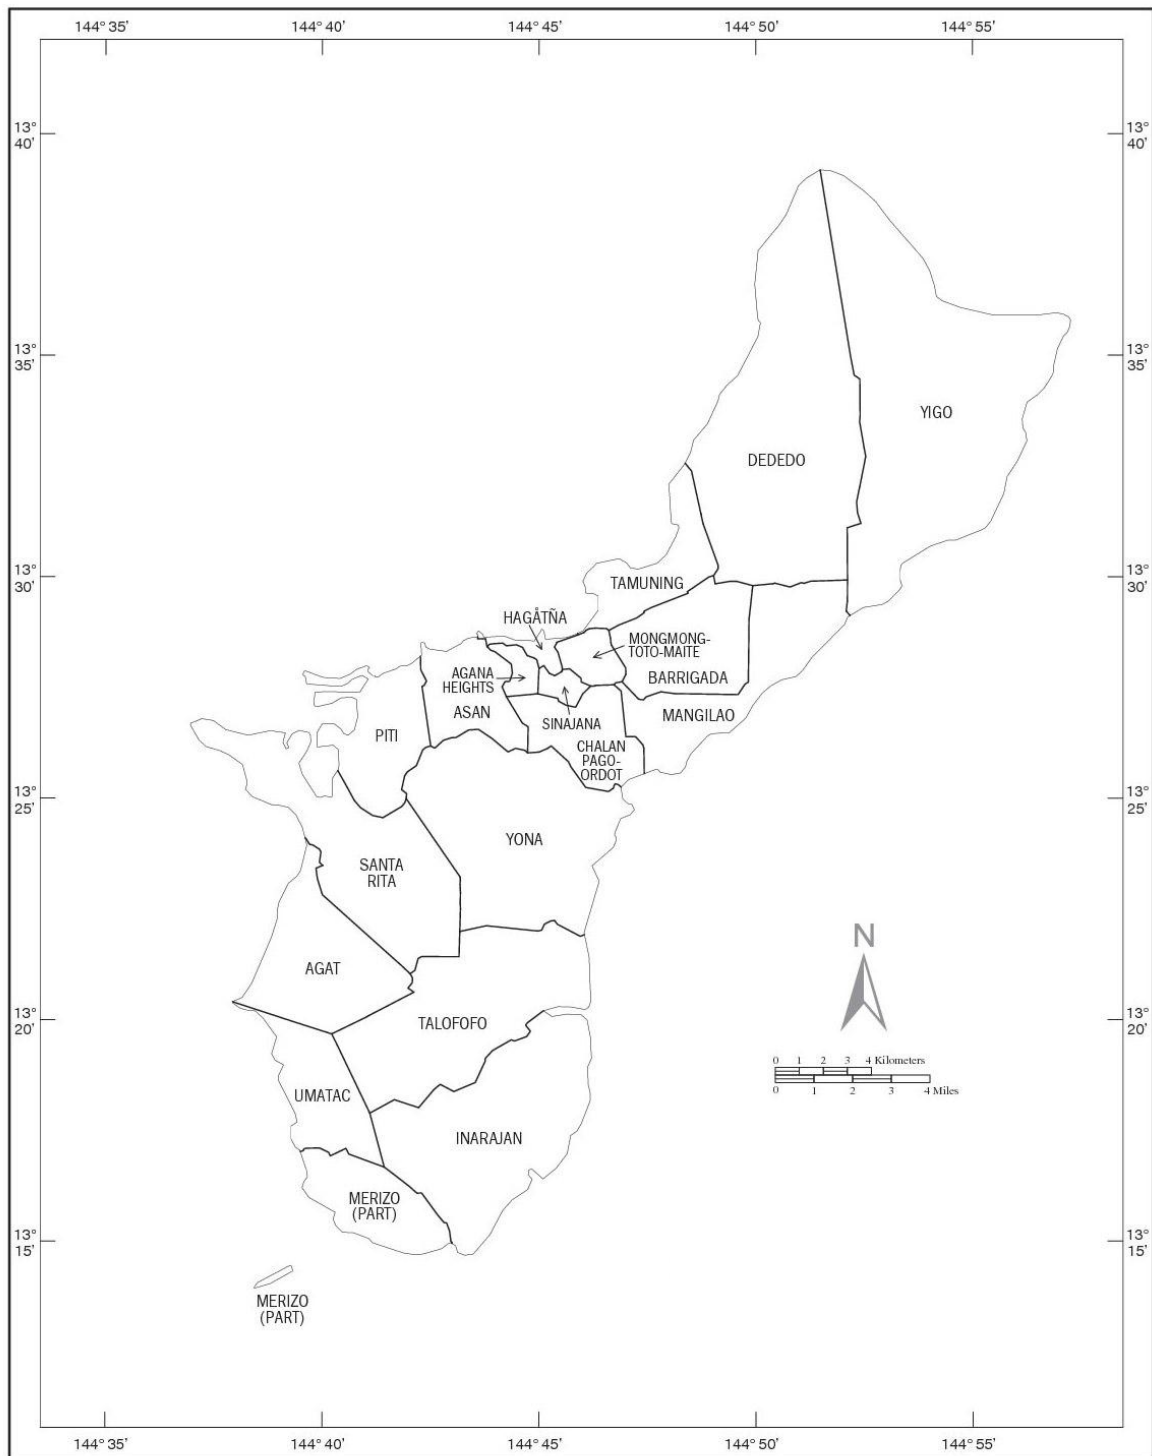 144° 35'
144° 40'
144° 45'
144° 50'
144° 55'
13°
40'
13°
40'
13°
35'
13°
35'
YIGO
DEDEDO
13°
30'
13°
30'
TAMUNING
HAGÅTÑA
MONGMONG-
TOTO-MAITE
AGANA
HEIGHTS
BARRIGADA
ASAN
SINAJANA
MANGILAO
PITI
CHALAN
PAGO-
ORDOT
13°
25'
13°
25'
YONA
SANTA
RITA
N
AGAT
13°
20'
13°
20'
TALOFOFO
0 1 2 3 4 Kilometers
0 1 2 3 4 Miles
UMATAC
INARAJAN
MERIZO
(PART)
13°
15'
13°
15'
MERIZO
(PART)
144° 35'
144° 40'
144° 45'
144° 50'
144° 55'